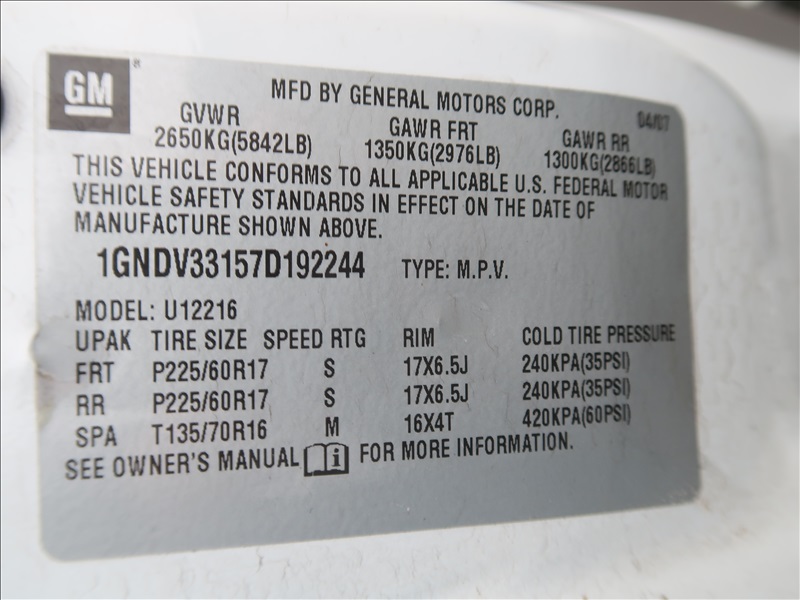 GM®
MFD BY GENERAL MOTORS CORP. 04/07
GVWR GAWR FRT GAWR RR
2650KG(5842LB) 1350KG(2976LB) 1300KG(2866LB)
THIS VEHICLE CONFORMS TO ALL APPLICABLE U.S. FEDERAL MOTOR
VEHICLE SAFETY STANDARDS IN EFFECT ON THE DATE OF
MANUFACTURE SHOWN ABOVE.
1GNDV33157D192244 TYPE: M.P.V.
MODEL: U12216
UPAK TIRE SIZE SPEED RTG RIM COLD TIRE PRESSURE
FRT P225/60R17 S 17X6.5J 240KPA(35PSI)
RR P225/60R17 S 17X6.5J 240KPA(35PSI)
SPA T135/70R16 M 16X4T 420KPA(60PSI)
SEE OWNER'S MANUAL i FOR MORE INFORMATION.